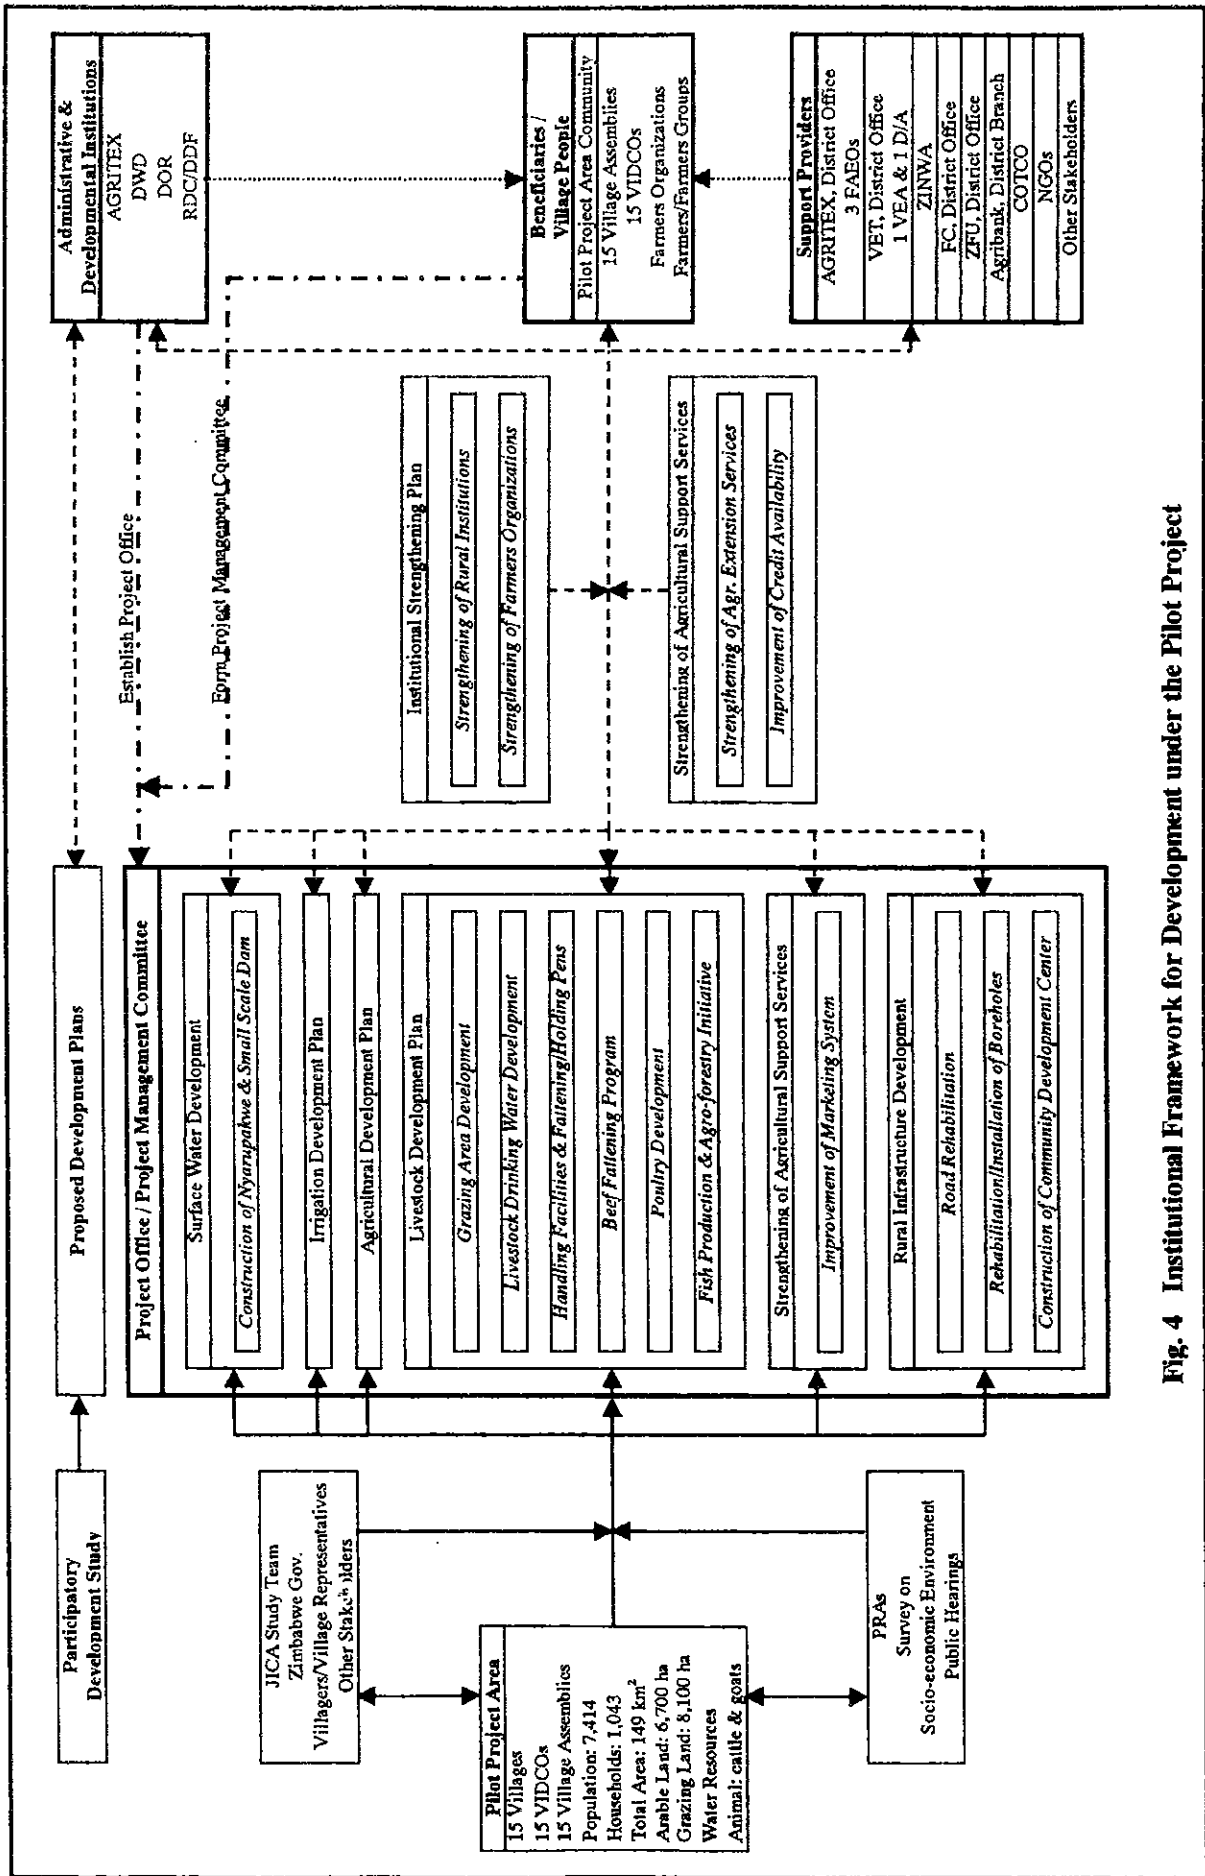 Participatory
Development Study
JICA Study Team
Zimbabwe Gov.
Villagers/Village Representatives
Other
Pilot Project Area
15 Villages
15 VIDCOs
15 Village Assemblies
Population: 7,414
Households: 1,043
Total Area: 149 km²
Arable Land: 6,700 ha
Grazing Land: 8,100 ha
Water Resources
Animal: cattle & goats
PRAs
Survey on
Socio-economic Environment
Public Hearings
Proposed Development Plans
Project Office / Project Management Committee
Surface Water Development
Construction of Nyarupakwe & Small Scale Dam
Irrigation Development Plan
Agricultural Development Plan
Livestock Development Plan
Grazing Area Development
Livestock Drinking Water Development
Handling Facilities & Fattening/Holding Pens
Beef Fattening Program
Poultry Development
Fish Production & Agro-forestry Initiative
Strengthening of Agricultural Support Services
Improvement of Marketing System
Rural Infrastructure Development
Road Rehabilitation
Rehabilitation/Installation of Boreholes
Construction of Community Development Center
Establish Project Office
Form Project Management Committee
Institutional Strengthening Plan
Strengthening of Rural Institutions
Strengthening of Farmers Organizations
Strengthening of Agricultural Support Services
Strengthening of Agr. Extension Services
Improvement of Credit Availability
Administrative &
Developmental Institutions
AGRITEX
DWD
DOR
RDC/DDF
Beneficiaries /
Village People
Pilot Project Area Community
15 Village Assemblies
15 VIDCOs
Farmers Organizations
Farmers/Farmers Groups
Support Providers
AGRITEX, District Office
3 FAEOs
VET, District Office
1 VEA & 1 D/A
ZINWA
FC, District Office
ZFU, District Office
Agribank, District Branch
COTCO
NGOs
Other Stakeholders
Fig. 4 Institutional Framework for Development under the Pilot Project